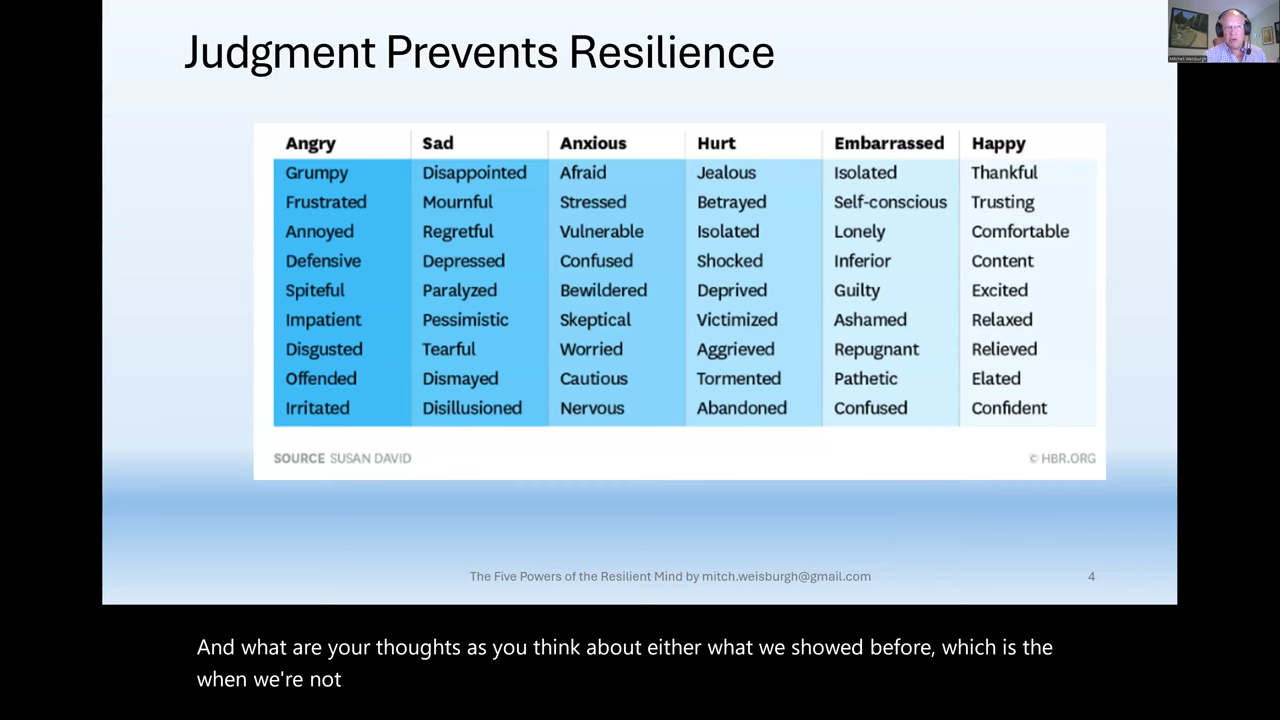 Judgment Prevents Resilience
Angry Sad Anxious Hurt Embarrassed Happy
Grumpy Disappointed Afraid Jealous Isolated Thankful
Frustrated Mournful Stressed Betrayed Self-conscious Trusting
Annoyed Regretful Vulnerable Isolated Lonely Comfortable
Defensive Depressed Confused Shocked Inferior Content
Spiteful Paralyzed Bewildered Deprived Guilty Excited
Impatient Pessimistic Skeptical Victimized Ashamed Relaxed
Disgusted Tearful Worried Aggrieved Repugnant Relieved
Offended Dismayed Cautious Tormented Pathetic Elated
Irritated Disillusioned Nervous Abandoned Confused Confident
SOURCE SUSAN DAVID © HBR.ORG
The Five Powers of the Resilient Mind by mitch.weisburgh@gmail.com 4
And what are your thoughts as you think about either what we showed before, which is the
when we're not